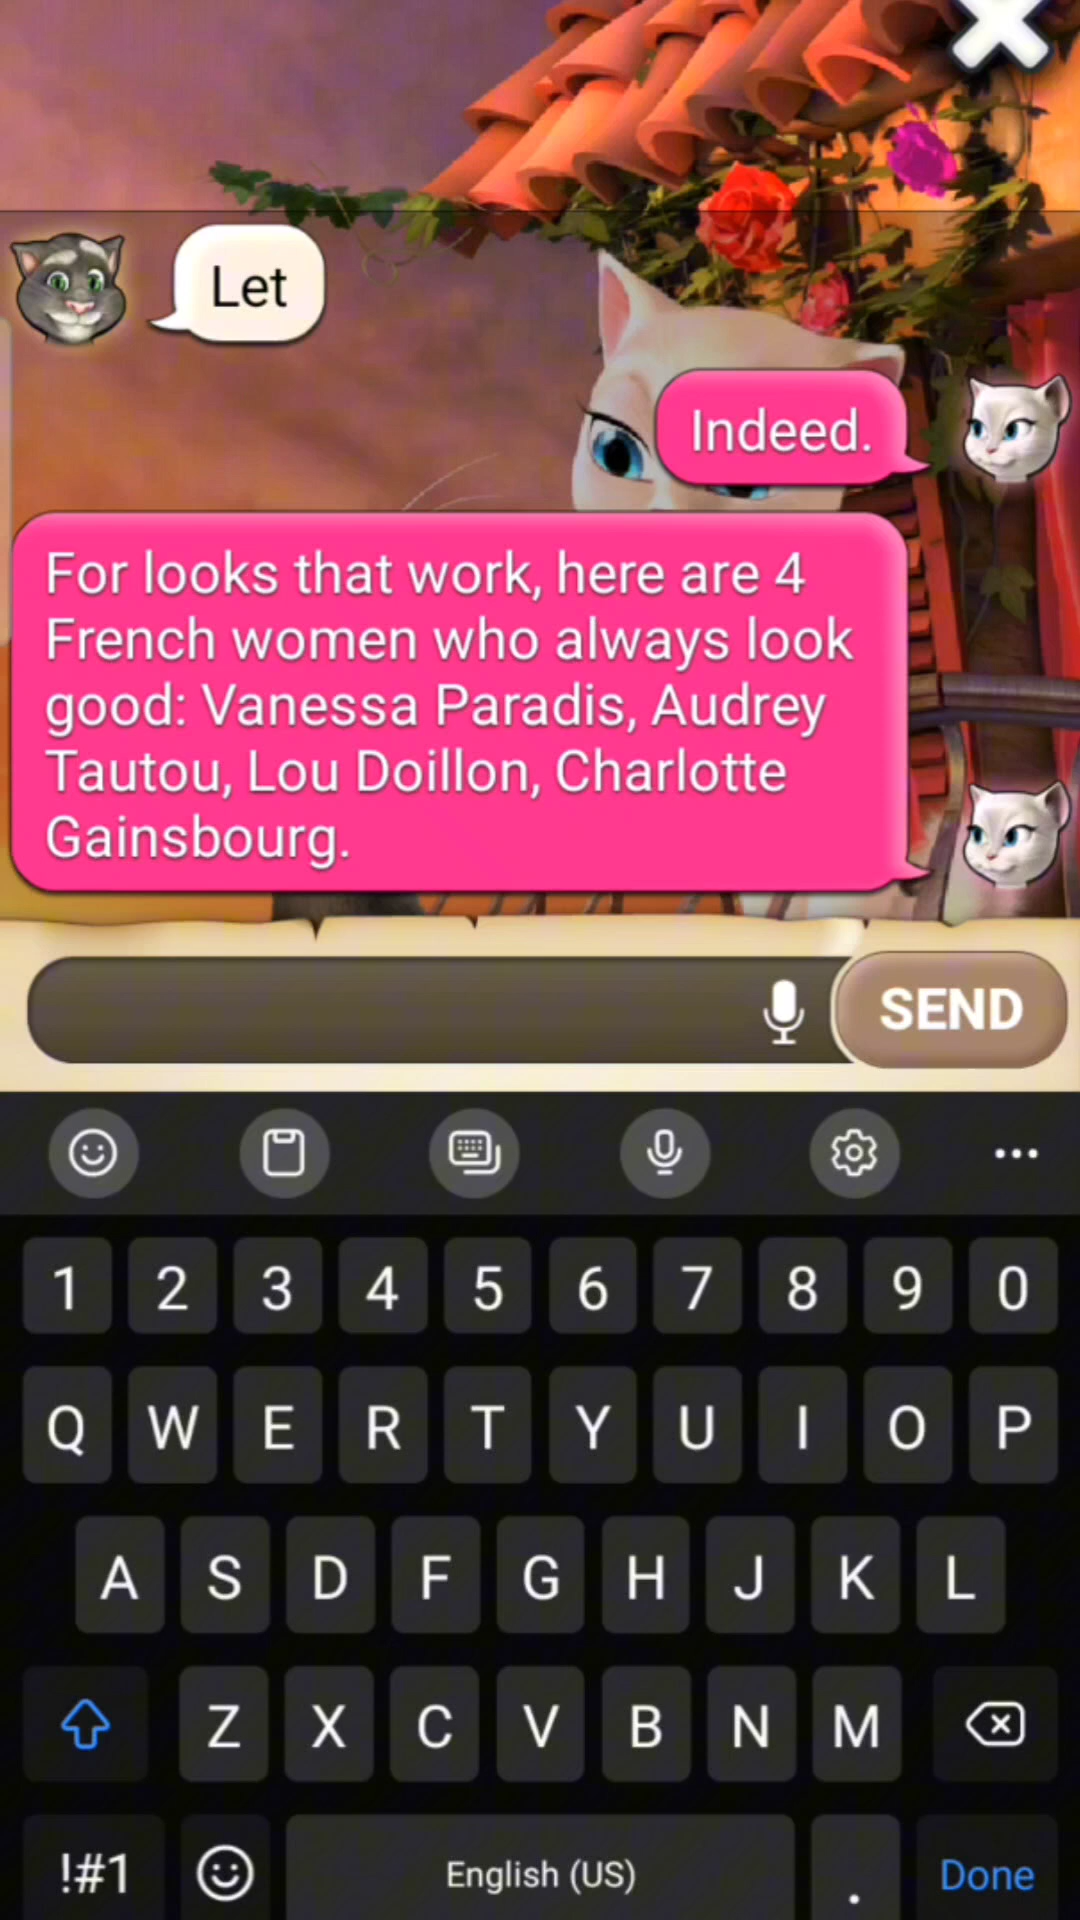 Let
Indeed.
For looks that work, here are 4
French women who always look
good: Vanessa Paradis, Audrey
Tautou, Lou Doillon, Charlotte
Gainsbourg.
SEND
1 2 3 4 5 6 7 8 9 0
Q W E R T Y U I O P
A S D F G H J K L
Z X C V B N M
!#1 English (US) . Done